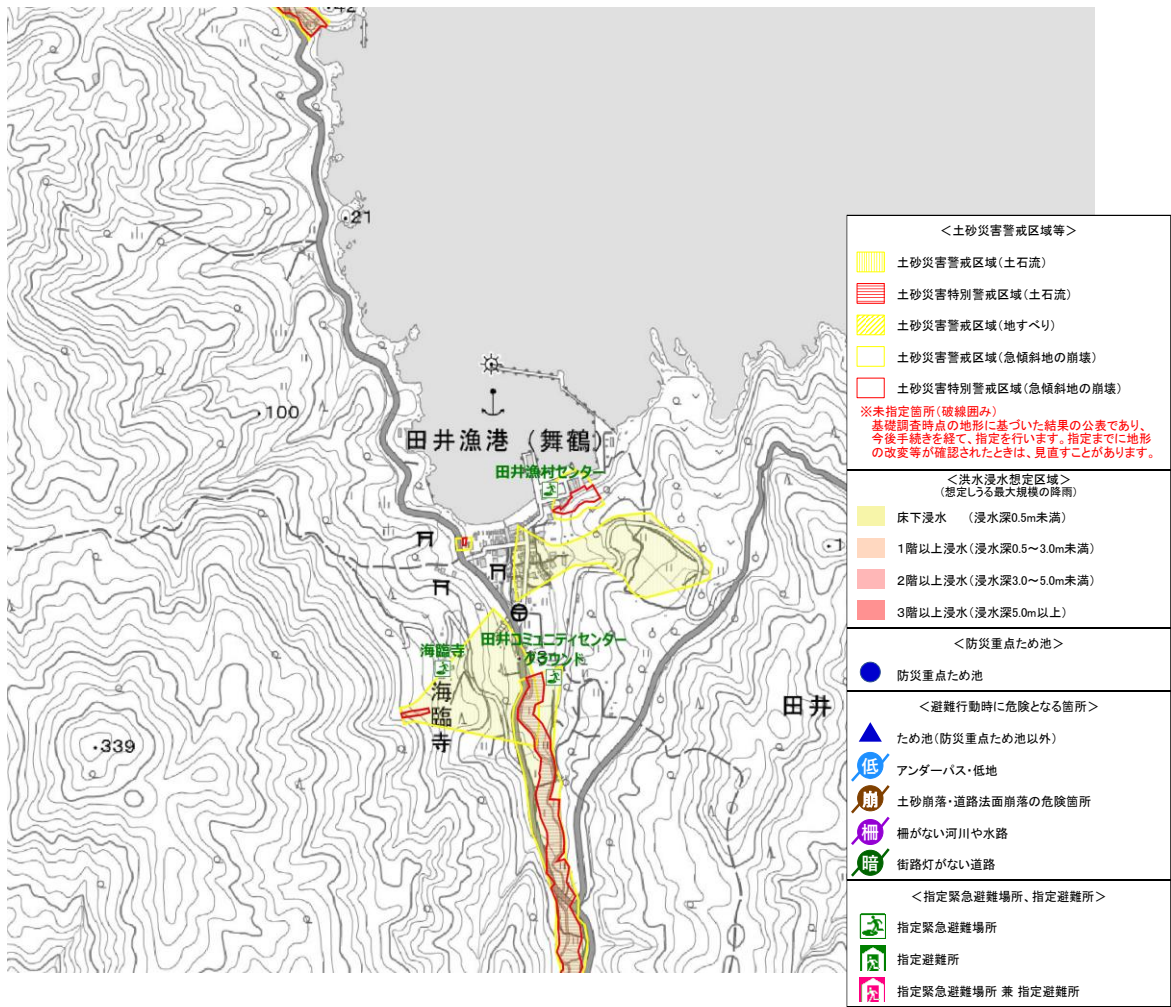 42
21
100
田井漁港（舞鶴）
田井漁村センター
田井コミュニティセンター
グラウンド
海臨寺
海臨寺
田井
339
＜土砂災害警戒区域等＞
土砂災害警戒区域（土石流）
土砂災害特別警戒区域（土石流）
土砂災害警戒区域（地すべり）
土砂災害警戒区域（急傾斜地の崩壊）
土砂災害特別警戒区域（急傾斜地の崩壊）
※未指定箇所（破線囲み）
基礎調査時点の地形に基づいた結果の公表であり、
今後手続きを経て、指定を行います。指定までに地形
の改変等が確認されたときは、見直すことがあります。
＜洪水浸水想定区域＞
（想定しうる最大規模の降雨）
床下浸水　（浸水深0.5m未満）
1階以上浸水（浸水深0.5～3.0m未満）
2階以上浸水（浸水深3.0～5.0m未満）
3階以上浸水（浸水深5.0m以上）
＜防災重点ため池＞
防災重点ため池
＜避難行動時に危険となる箇所＞
ため池（防災重点ため池以外）
低 アンダーパス・低地
崩 土砂崩落・道路法面崩落の危険箇所
柵 柵がない河川や水路
暗 街路灯がない道路
＜指定緊急避難場所、指定避難所＞
指定緊急避難場所
指定避難所
指定緊急避難場所 兼 指定避難所